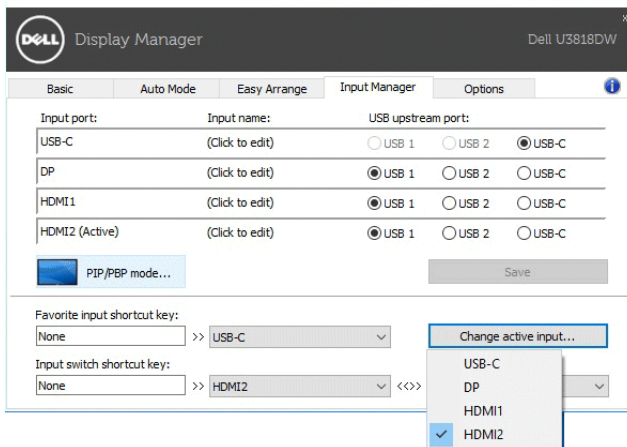 DELL Display Manager Dell U3818DW
Basic Auto Mode Easy Arrange Input Manager Options
Input port: Input name: USB upstream port:
USB-C (Click to edit) USB 1 USB 2 USB-C
DP (Click to edit) USB 1 USB 2 USB-C
HDMI1 (Click to edit) USB 1 USB 2 USB-C
HDMI2 (Active) (Click to edit) USB 1 USB 2 USB-C
PIP/PBP mode... Save
Favorite input shortcut key:
None >> USB-C Change active input...
Input switch shortcut key:
None >> HDMI2 <<>>
USB-C
DP
HDMI1
HDMI2